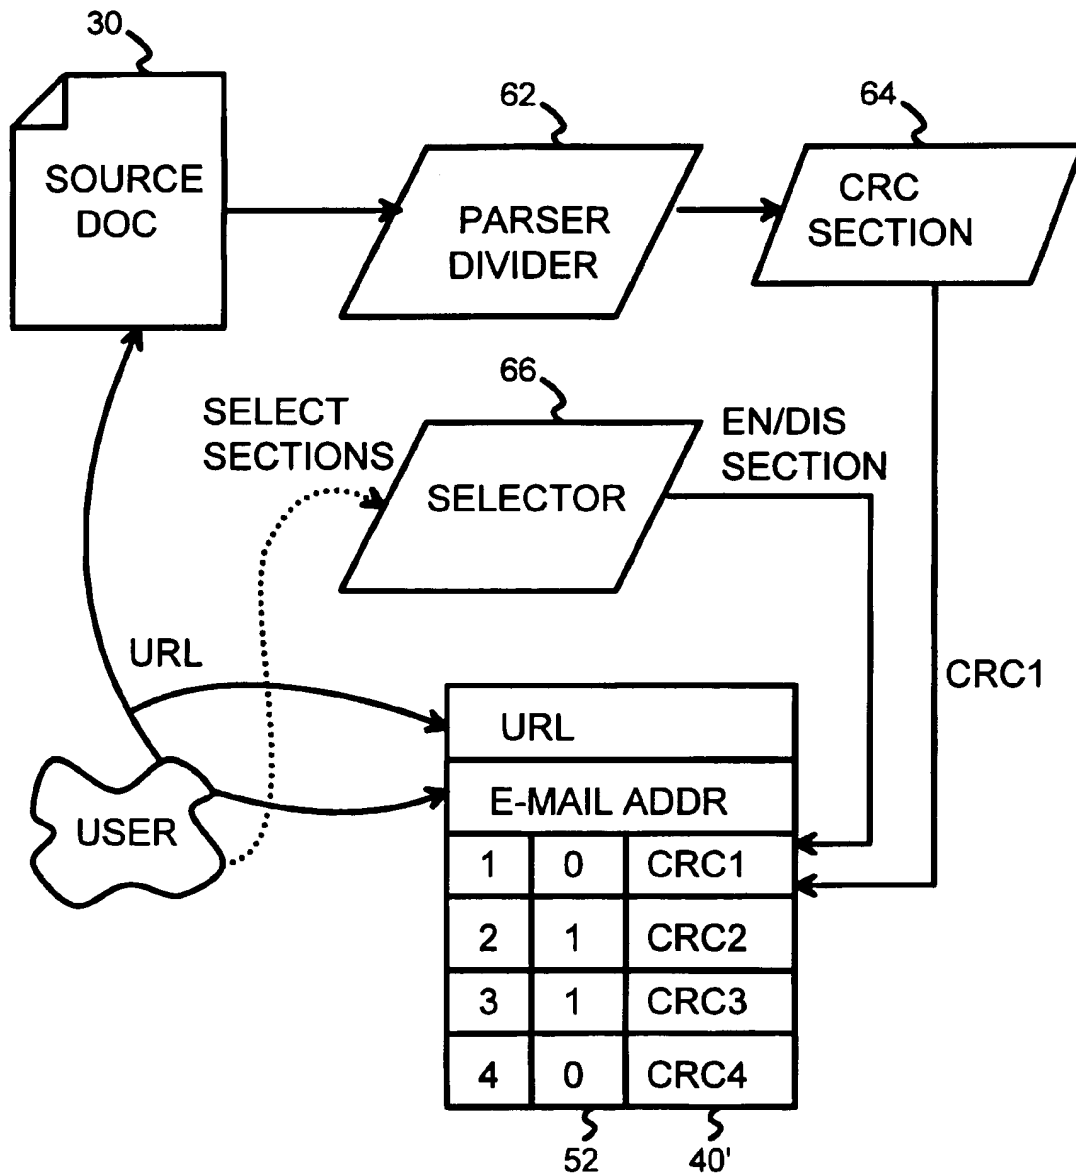 30
62
64
SOURCE
DOC
PARSER
DIVIDER
CRC
SECTION
66
SELECT
SECTIONS
EN/DIS
SECTION
SELECTOR
URL
CRC1
URL
E-MAIL ADDR
USER
1 0 CRC1
2 1 CRC2
3 1 CRC3
4 0 CRC4
52
40'